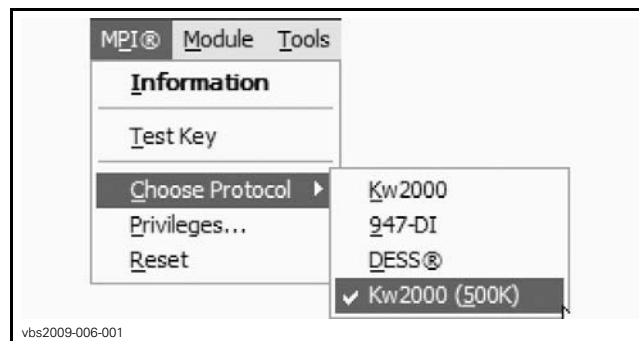 MPI® Module Tools
Information
Test Key
Choose Protocol
Privileges...
Reset
Kw2000
947-DI
DESS®
Kw2000 (500K)
vbs2009-006-001